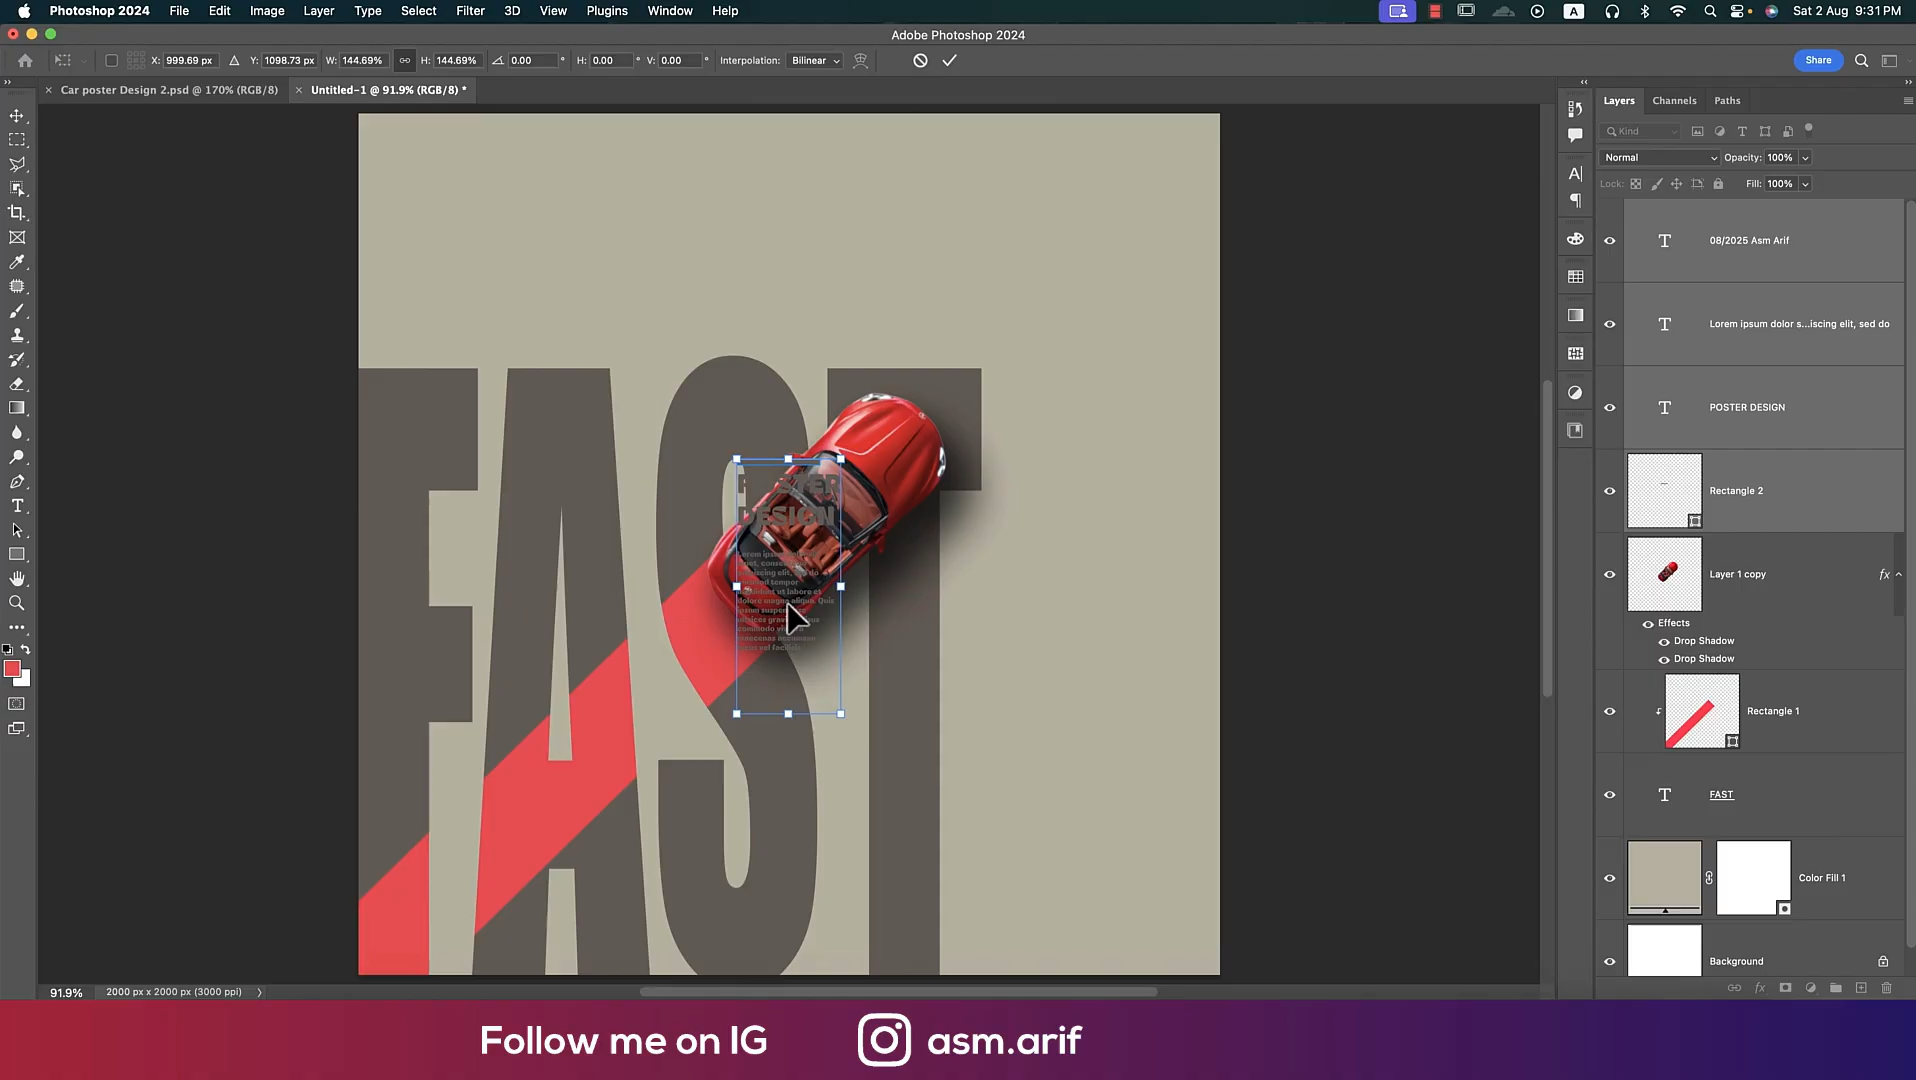 Photoshop 2024 File Edit Image Layer Type Select Filter 3D View Plugins Window Help A Sat 2 Aug 9:31 PM
Adobe Photoshop 2024
X: 999.69 px Y: 1098.73 px W: 144.69% H: 144.69% 0.00 ° H: 0.00 ° V: 0.00 ° Interpolation: Bilinear Share
Car poster Design 2.psd @ 170% (RGB/8) Untitled-1 @ 91.9% (RGB/8) *
Layers Channels Paths
Kind
Normal Opacity: 100%
Lock: Fill: 100%
08/2025 Asm Arif
Lorem ipsum dolor s...iscing elit, sed do
POSTER DESIGN
Rectangle 2
Layer 1 copy fx
Effects
Drop Shadow
Drop Shadow
Rectangle 1
FAST
Color Fill 1
Background
FAST
POSTER
DESIGN
91.9% 2000 px x 2000 px (3000 ppi)
Follow me on IG asm.arif